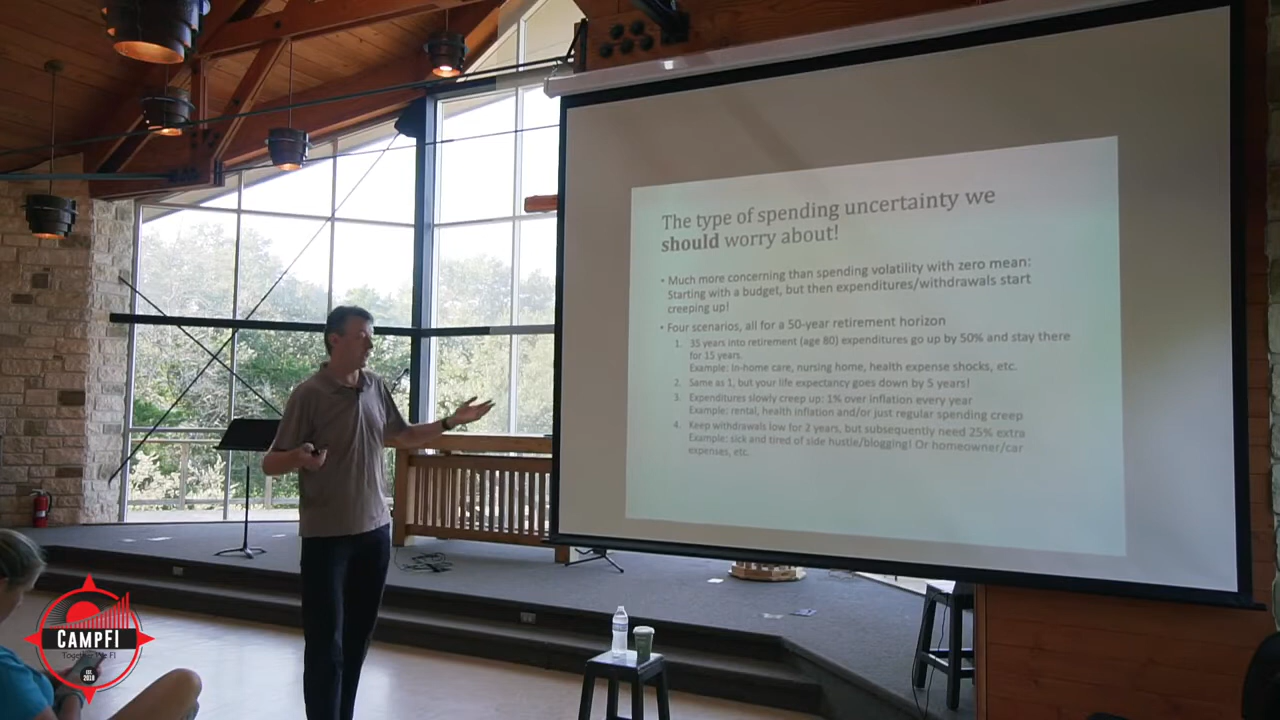 The type of spending uncertainty we
should worry about!
• Much more concerning than spending volatility with zero mean:
Starting with a budget, but then expenditures/withdrawals start
creeping up!
• Four scenarios, all for a 50-year retirement horizon
1. 35 years into retirement (age 80) expenditures go up by 50% and stay there
for 15 years.
Example: In-home care, nursing home, health expense shocks, etc.
2. Same as 1, but your life expectancy goes down by 5 years!
3. Expenditures slowly creep up: 1% over inflation every year
Example: rental, health inflation and/or just regular spending creep
4. Keep withdrawals low for 2 years, but subsequently need 25% extra
Example: sick and tired of side hustle/blogging! Or homeowner/car
expenses, etc.
CAMPFI
Together We FI
EST.
2018